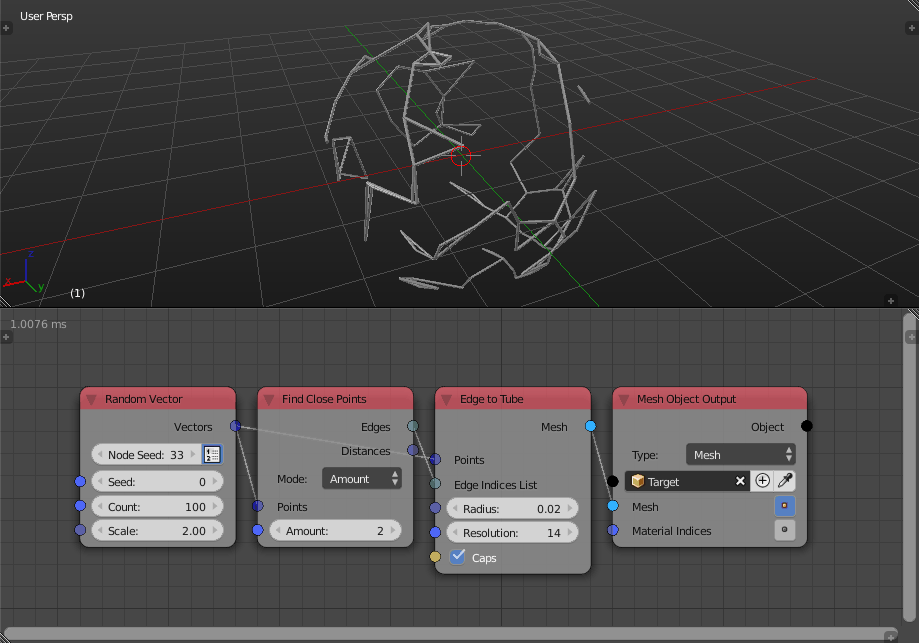 User Persp
z
x
y
(1)
1.0076 ms
Random Vector
Vectors
Node Seed: 33
Seed: 0
Count: 100
Scale: 2.00
Find Close Points
Edges
Distances
Mode: Amount
Points
Amount: 2
Edge to Tube
Mesh
Points
Edge Indices List
Radius: 0.02
Resolution: 14
Caps
Mesh Object Output
Object
Type: Mesh
Target
Mesh
Material Indices